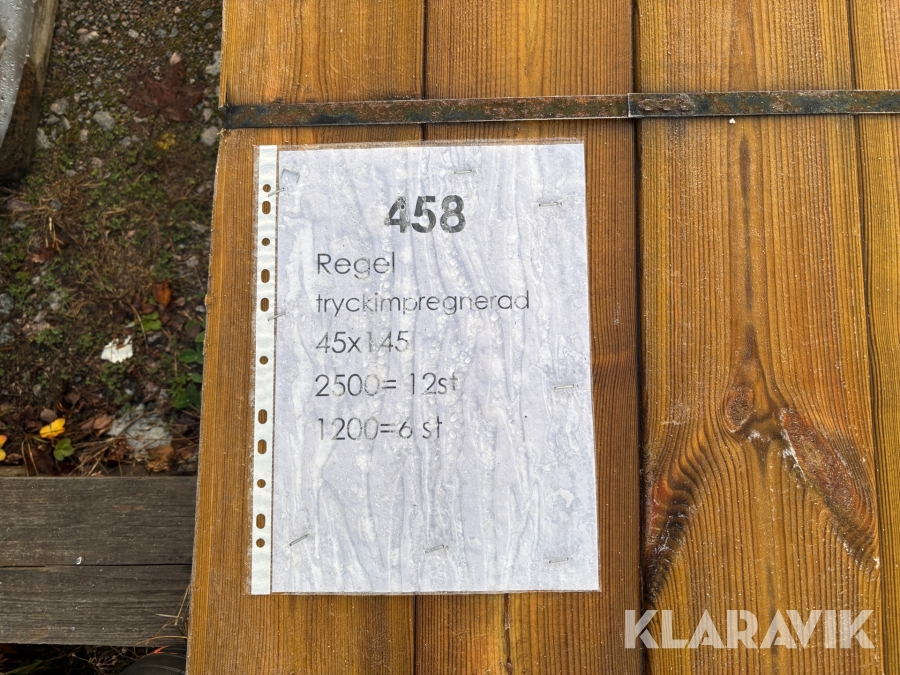 458
Regel
tryckimpregnerad
45x145
2500= 12st
1200=6 st
KLARAVIK